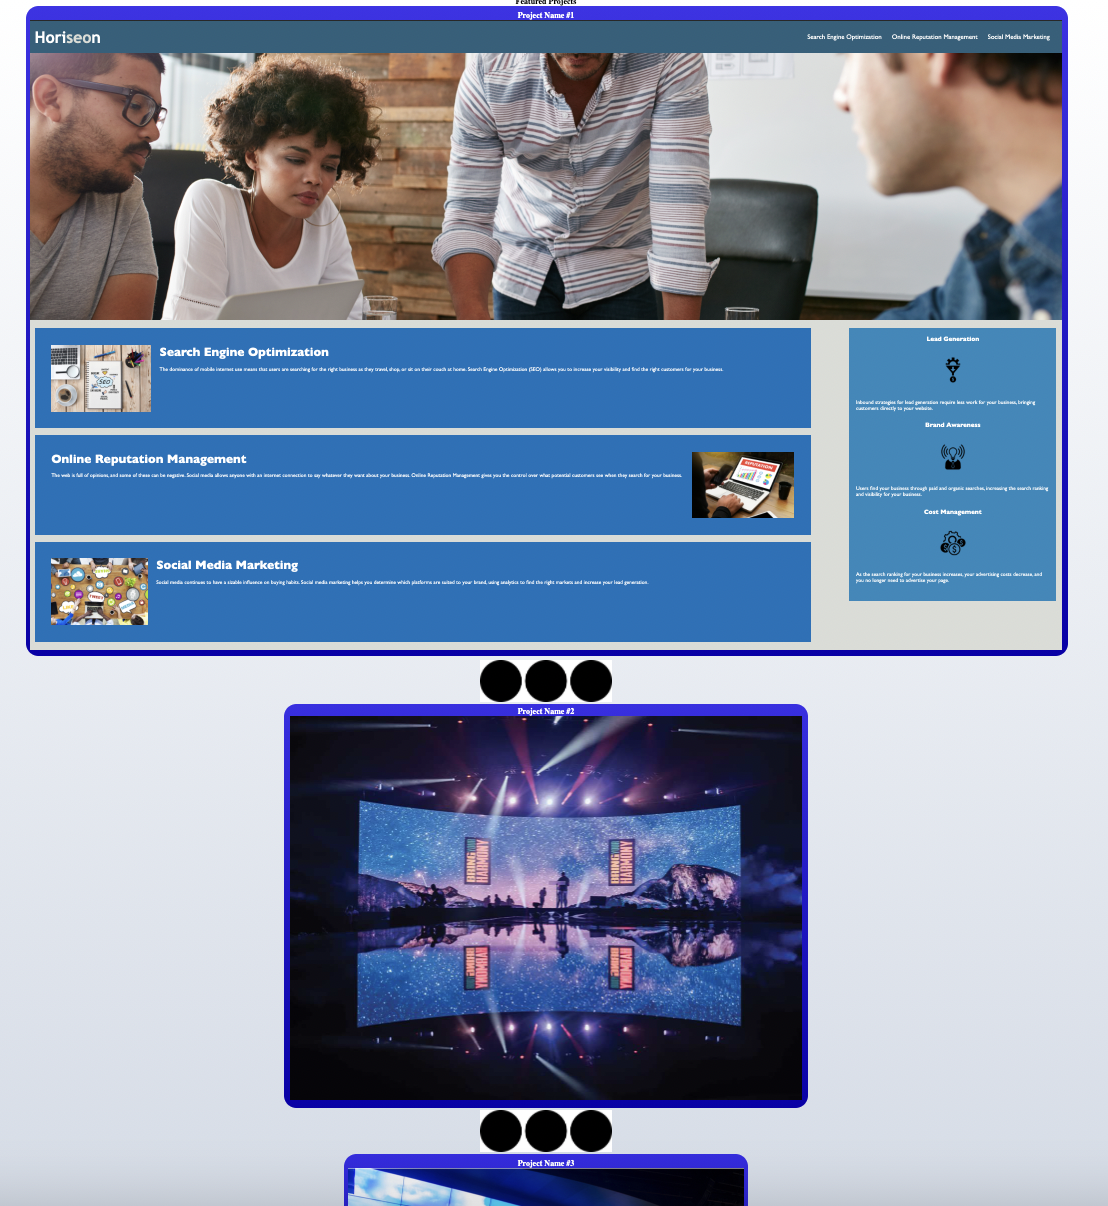 Featured Projects
Project Name #1
Horiseon
Search Engine Optimization Online Reputation Management Social Media Marketing
SEO
Search Engine Optimization
The dominance of mobile internet use means that users are searching for the right business as they travel, shop, or sit on their couch at home. Search Engine Optimization (SEO) allows you to increase your visibility and find the right customers for your business.
Online Reputation Management
The web is full of opinions, and some of these can be negative. Social media allows anyone with an internet connection to say whatever they want about your business. Online Reputation Management gives you the control over what potential customers see when they search for your business.
REPUTATION
Social Media Marketing
Social media continues to have a sizable influence on buying habits. Social media marketing helps you determine which platforms are suited to your brand, using analytics to find the right markets and increase your lead generation.
Lead Generation
Inbound strategies for lead generation require less work for your business, bringing
customers directly to your website.
Brand Awareness
Users find your business through paid and organic searches, increasing the search ranking
and visibility for your business.
Cost Management
As the search ranking for your business increases, your advertising costs decrease, and
you no longer need to advertise your page.
Project Name #2
BRING
HARMONY
BRING
HARMONY
Project Name #3